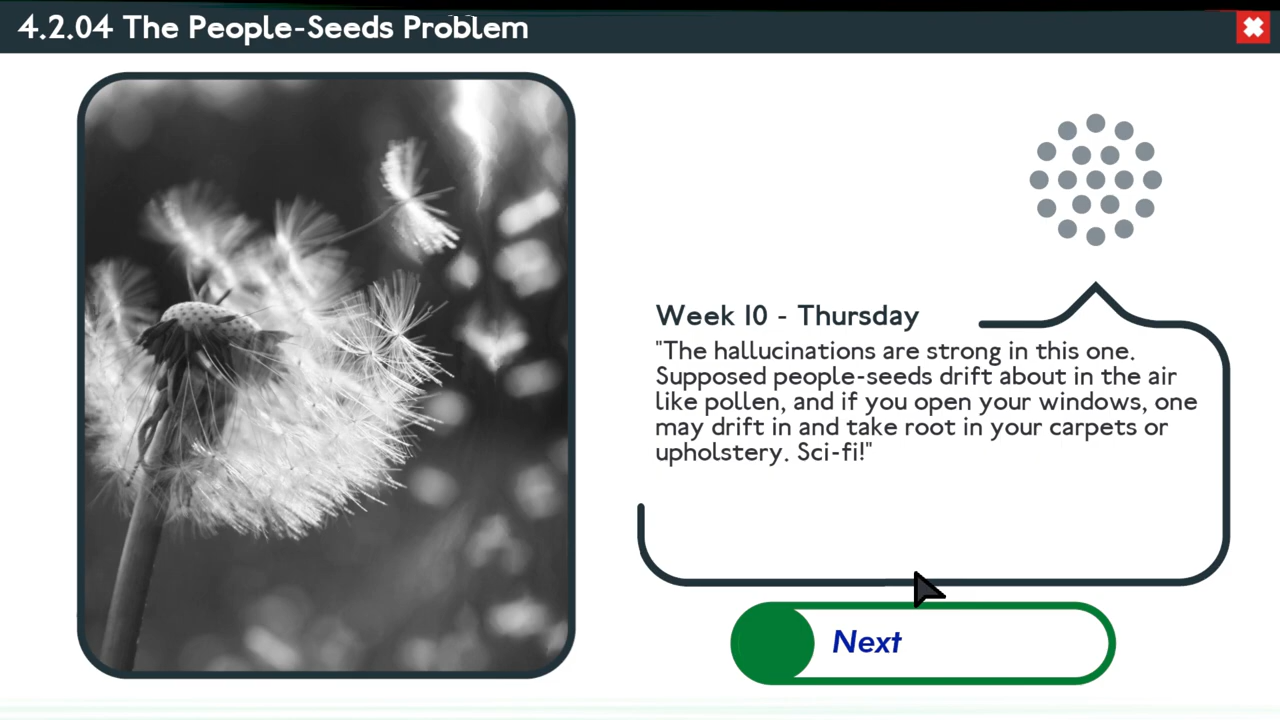 4.2.04 The People-Seeds Problem
Week 10 - Thursday
"The hallucinations are strong in this one.
Supposed people-seeds drift about in the air
like pollen, and if you open your windows, one
may drift in and take root in your carpets or
upholstery. Sci-fi!"
Next